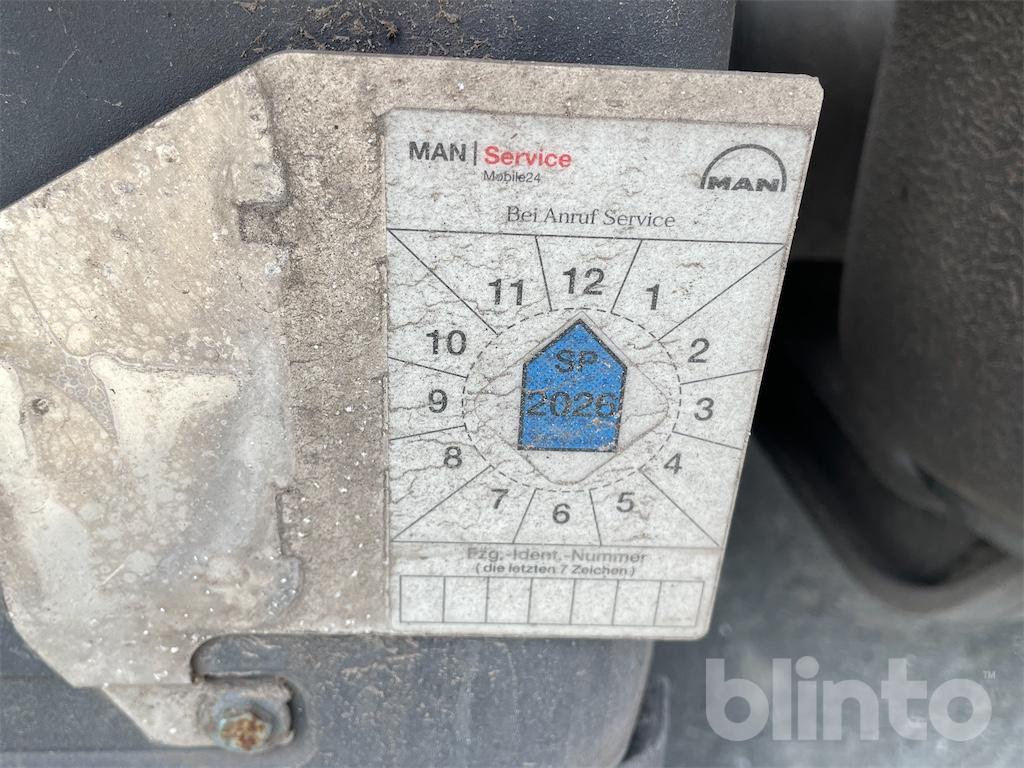 MAN | Service
Mobile24
MAN
Bei Anruf Service
11 12 1
10 2
9 3
8 4
7 6 5
SP
2026
Fzg.-Ident.-Nummer
(die letzten 7 Zeichen)
blinto™